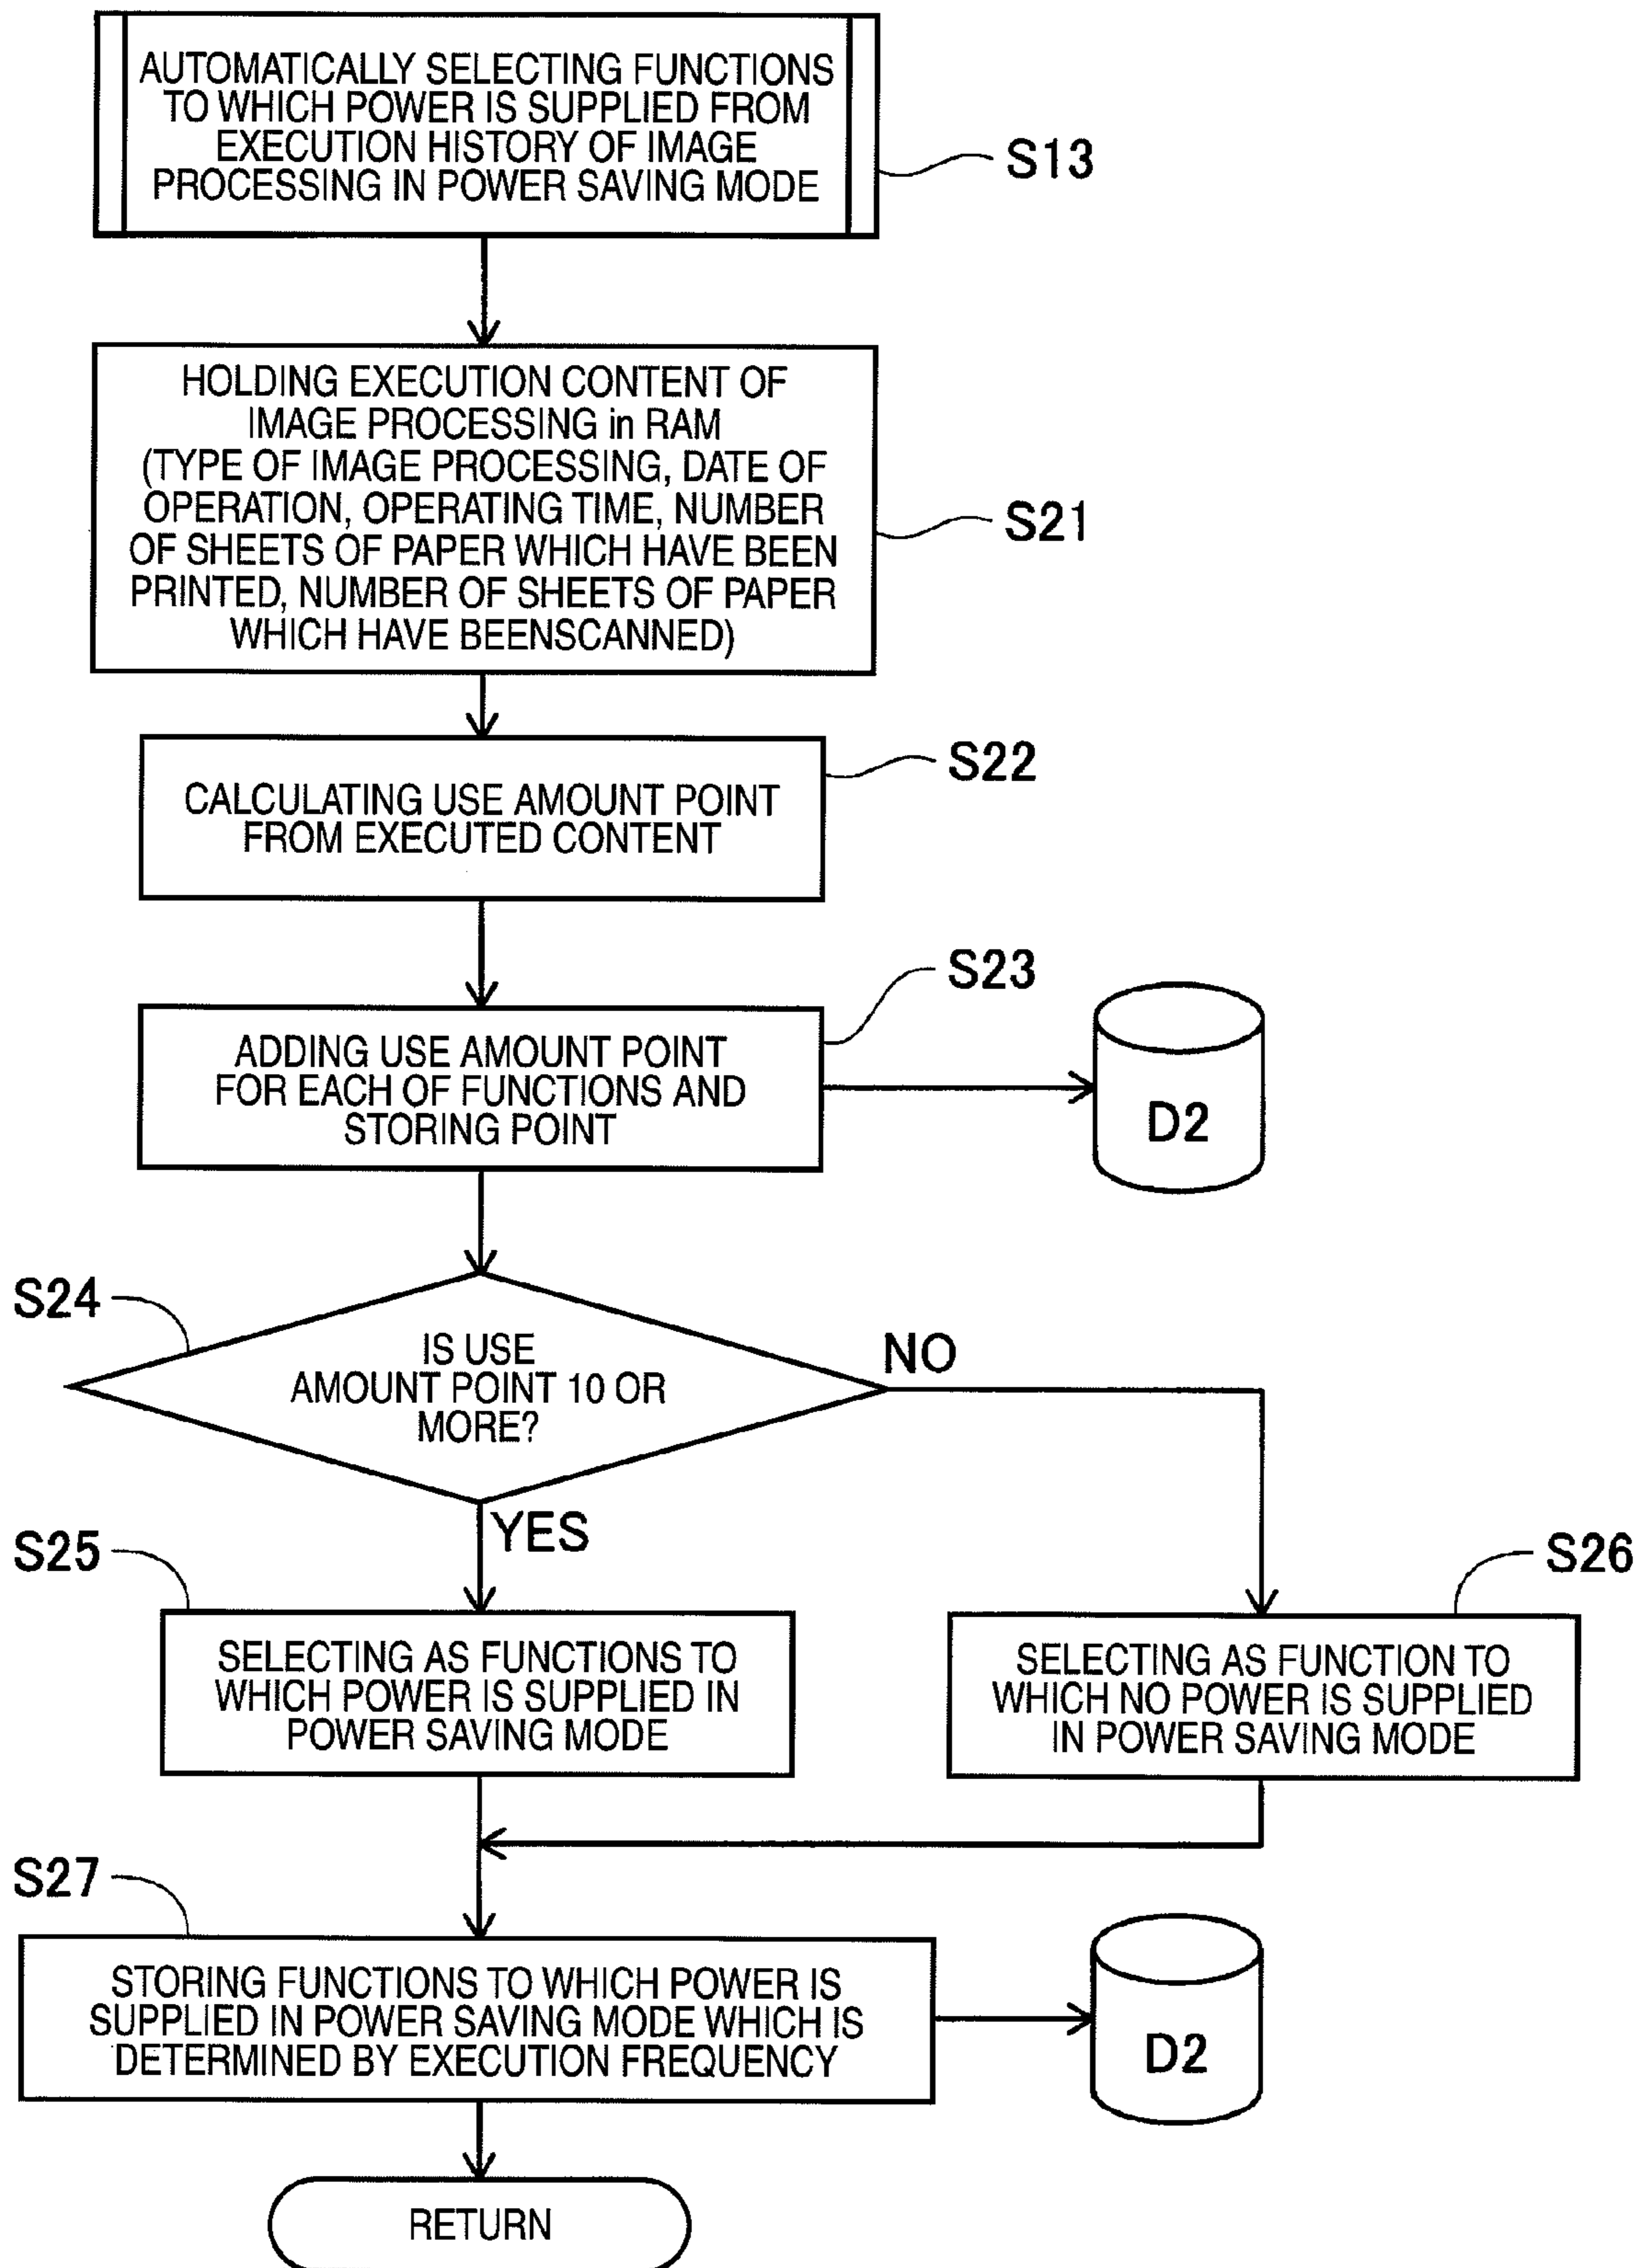 AUTOMATICALLY SELECTING FUNCTIONS
TO WHICH POWER IS SUPPLIED FROM
EXECUTION HISTORY OF IMAGE
PROCESSING IN POWER SAVING MODE
S13
HOLDING EXECUTION CONTENT OF
IMAGE PROCESSING in RAM
(TYPE OF IMAGE PROCESSING, DATE OF
OPERATION, OPERATING TIME, NUMBER
OF SHEETS OF PAPER WHICH HAVE BEEN
PRINTED, NUMBER OF SHEETS OF PAPER
WHICH HAVE BEENSCANNED)
S21
CALCULATING USE AMOUNT POINT
FROM EXECUTED CONTENT
S22
ADDING USE AMOUNT POINT
FOR EACH OF FUNCTIONS AND
STORING POINT
S23
D2
S24
IS USE
AMOUNT POINT 10 OR
MORE?
NO
YES
S25
SELECTING AS FUNCTIONS TO
WHICH POWER IS SUPPLIED IN
POWER SAVING MODE
S26
SELECTING AS FUNCTION TO
WHICH NO POWER IS SUPPLIED
IN POWER SAVING MODE
S27
STORING FUNCTIONS TO WHICH POWER IS
SUPPLIED IN POWER SAVING MODE WHICH IS
DETERMINED BY EXECUTION FREQUENCY
D2
RETURN